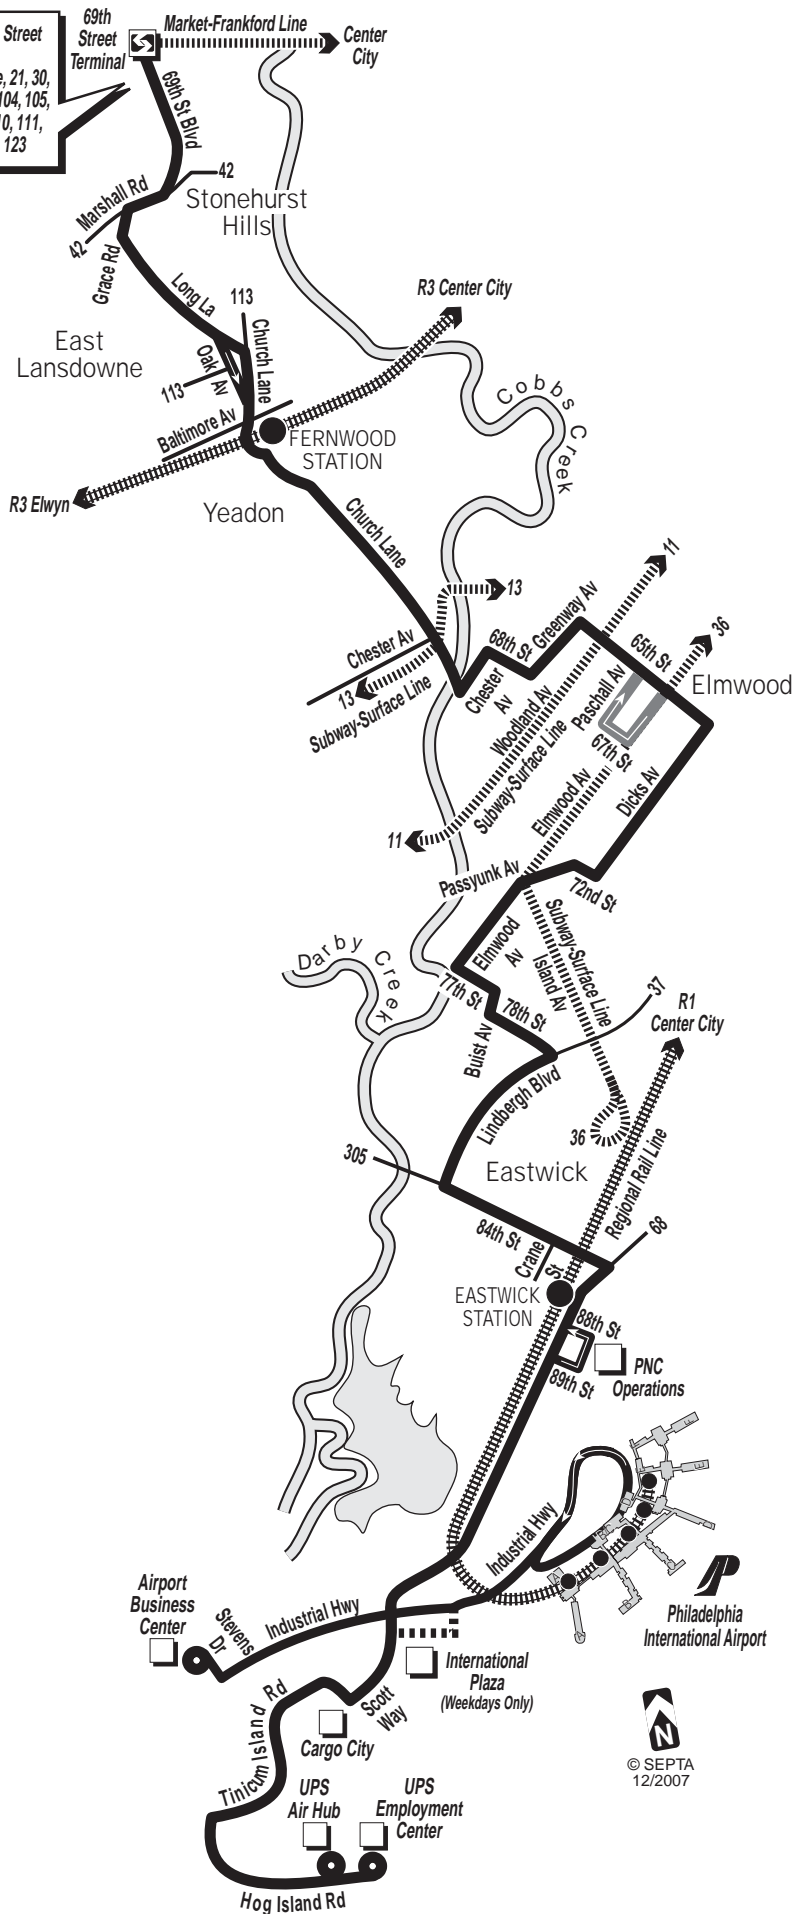 Street
, 21, 30,
104, 105,
111,
123
69th
Street
Terminal
Market-Frankford Line
Center
City
69th St Blvd
42
Marshall Rd
Stonehurst
Hills
42
Grace Rd
Long La
113
R3 Center City
East
Lansdowne
Oak Av
Church Lane
113
Cobbs Creek
Baltimore Av
FERNWOOD
STATION
R3 Elwyn
Yeadon
Church Lane
11
13
Greenway Av
36
68th St
65th St
Chester Av
Chester
Av
Paschall Av
Elmwood
13
Subway-Surface Line
Woodland Av
Subway-Surface Line
67th St
Elmwood Av
Dicks Av
11
Passyunk Av
72nd St
Elmwood
Av
Subway-Surface Line
Island Av
Darby Creek
77th St
78th St
37
R1
Center City
Buist Av
Lindbergh Blvd
36
305
Eastwick
Regional Rail Line
84th St
Crane
St
68
EASTWICK
STATION
88th St
PNC
Operations
89th St
Industrial Hwy
Airport
Business
Center
Stevens
Dr
Industrial Hwy
Philadelphia
International Airport
International
Plaza
(Weekdays Only)
Scott
Way
Tinicum Island Rd
Cargo City
N
© SEPTA
12/2007
UPS
Air Hub
UPS
Employment
Center
Hog Island Rd